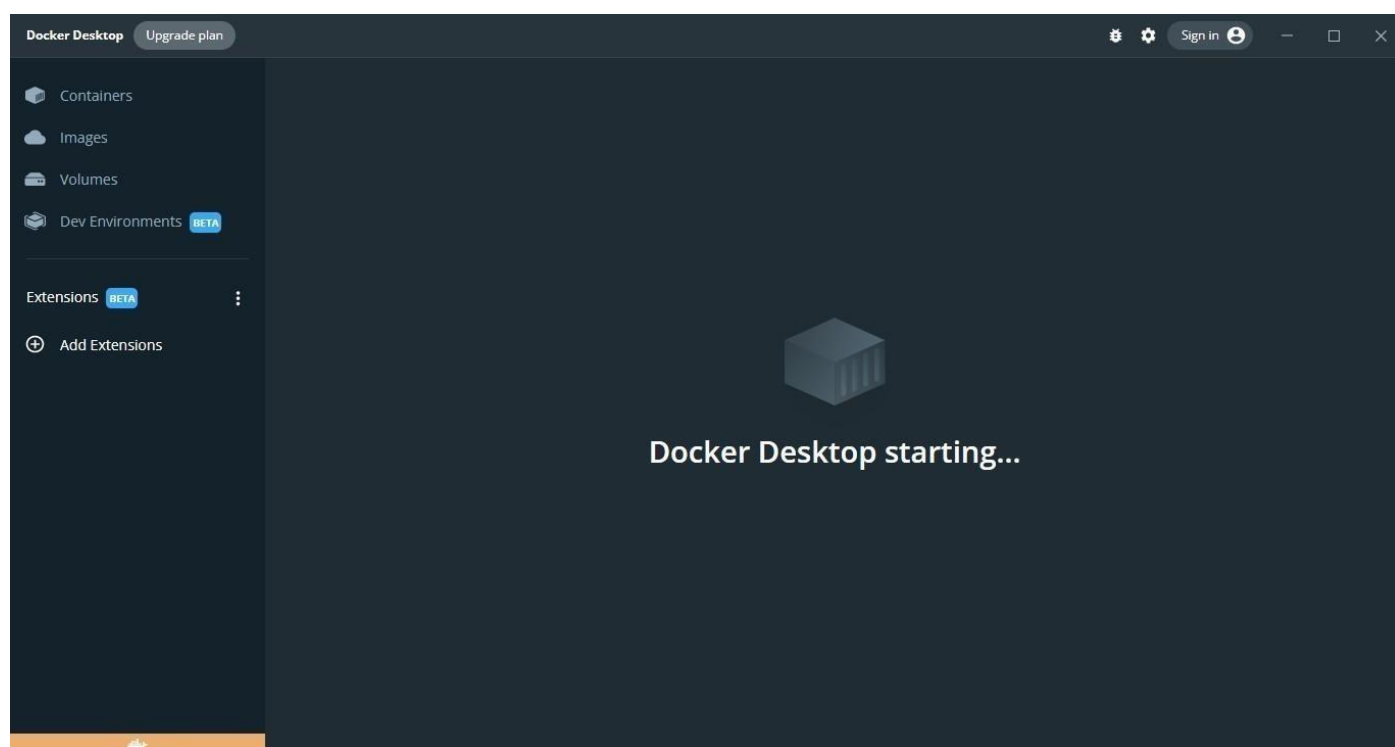 Docker Desktop Upgrade plan Sign in
Containers
Images
Volumes
Dev Environments BETA
Extensions BETA
Add Extensions
Docker Desktop starting...